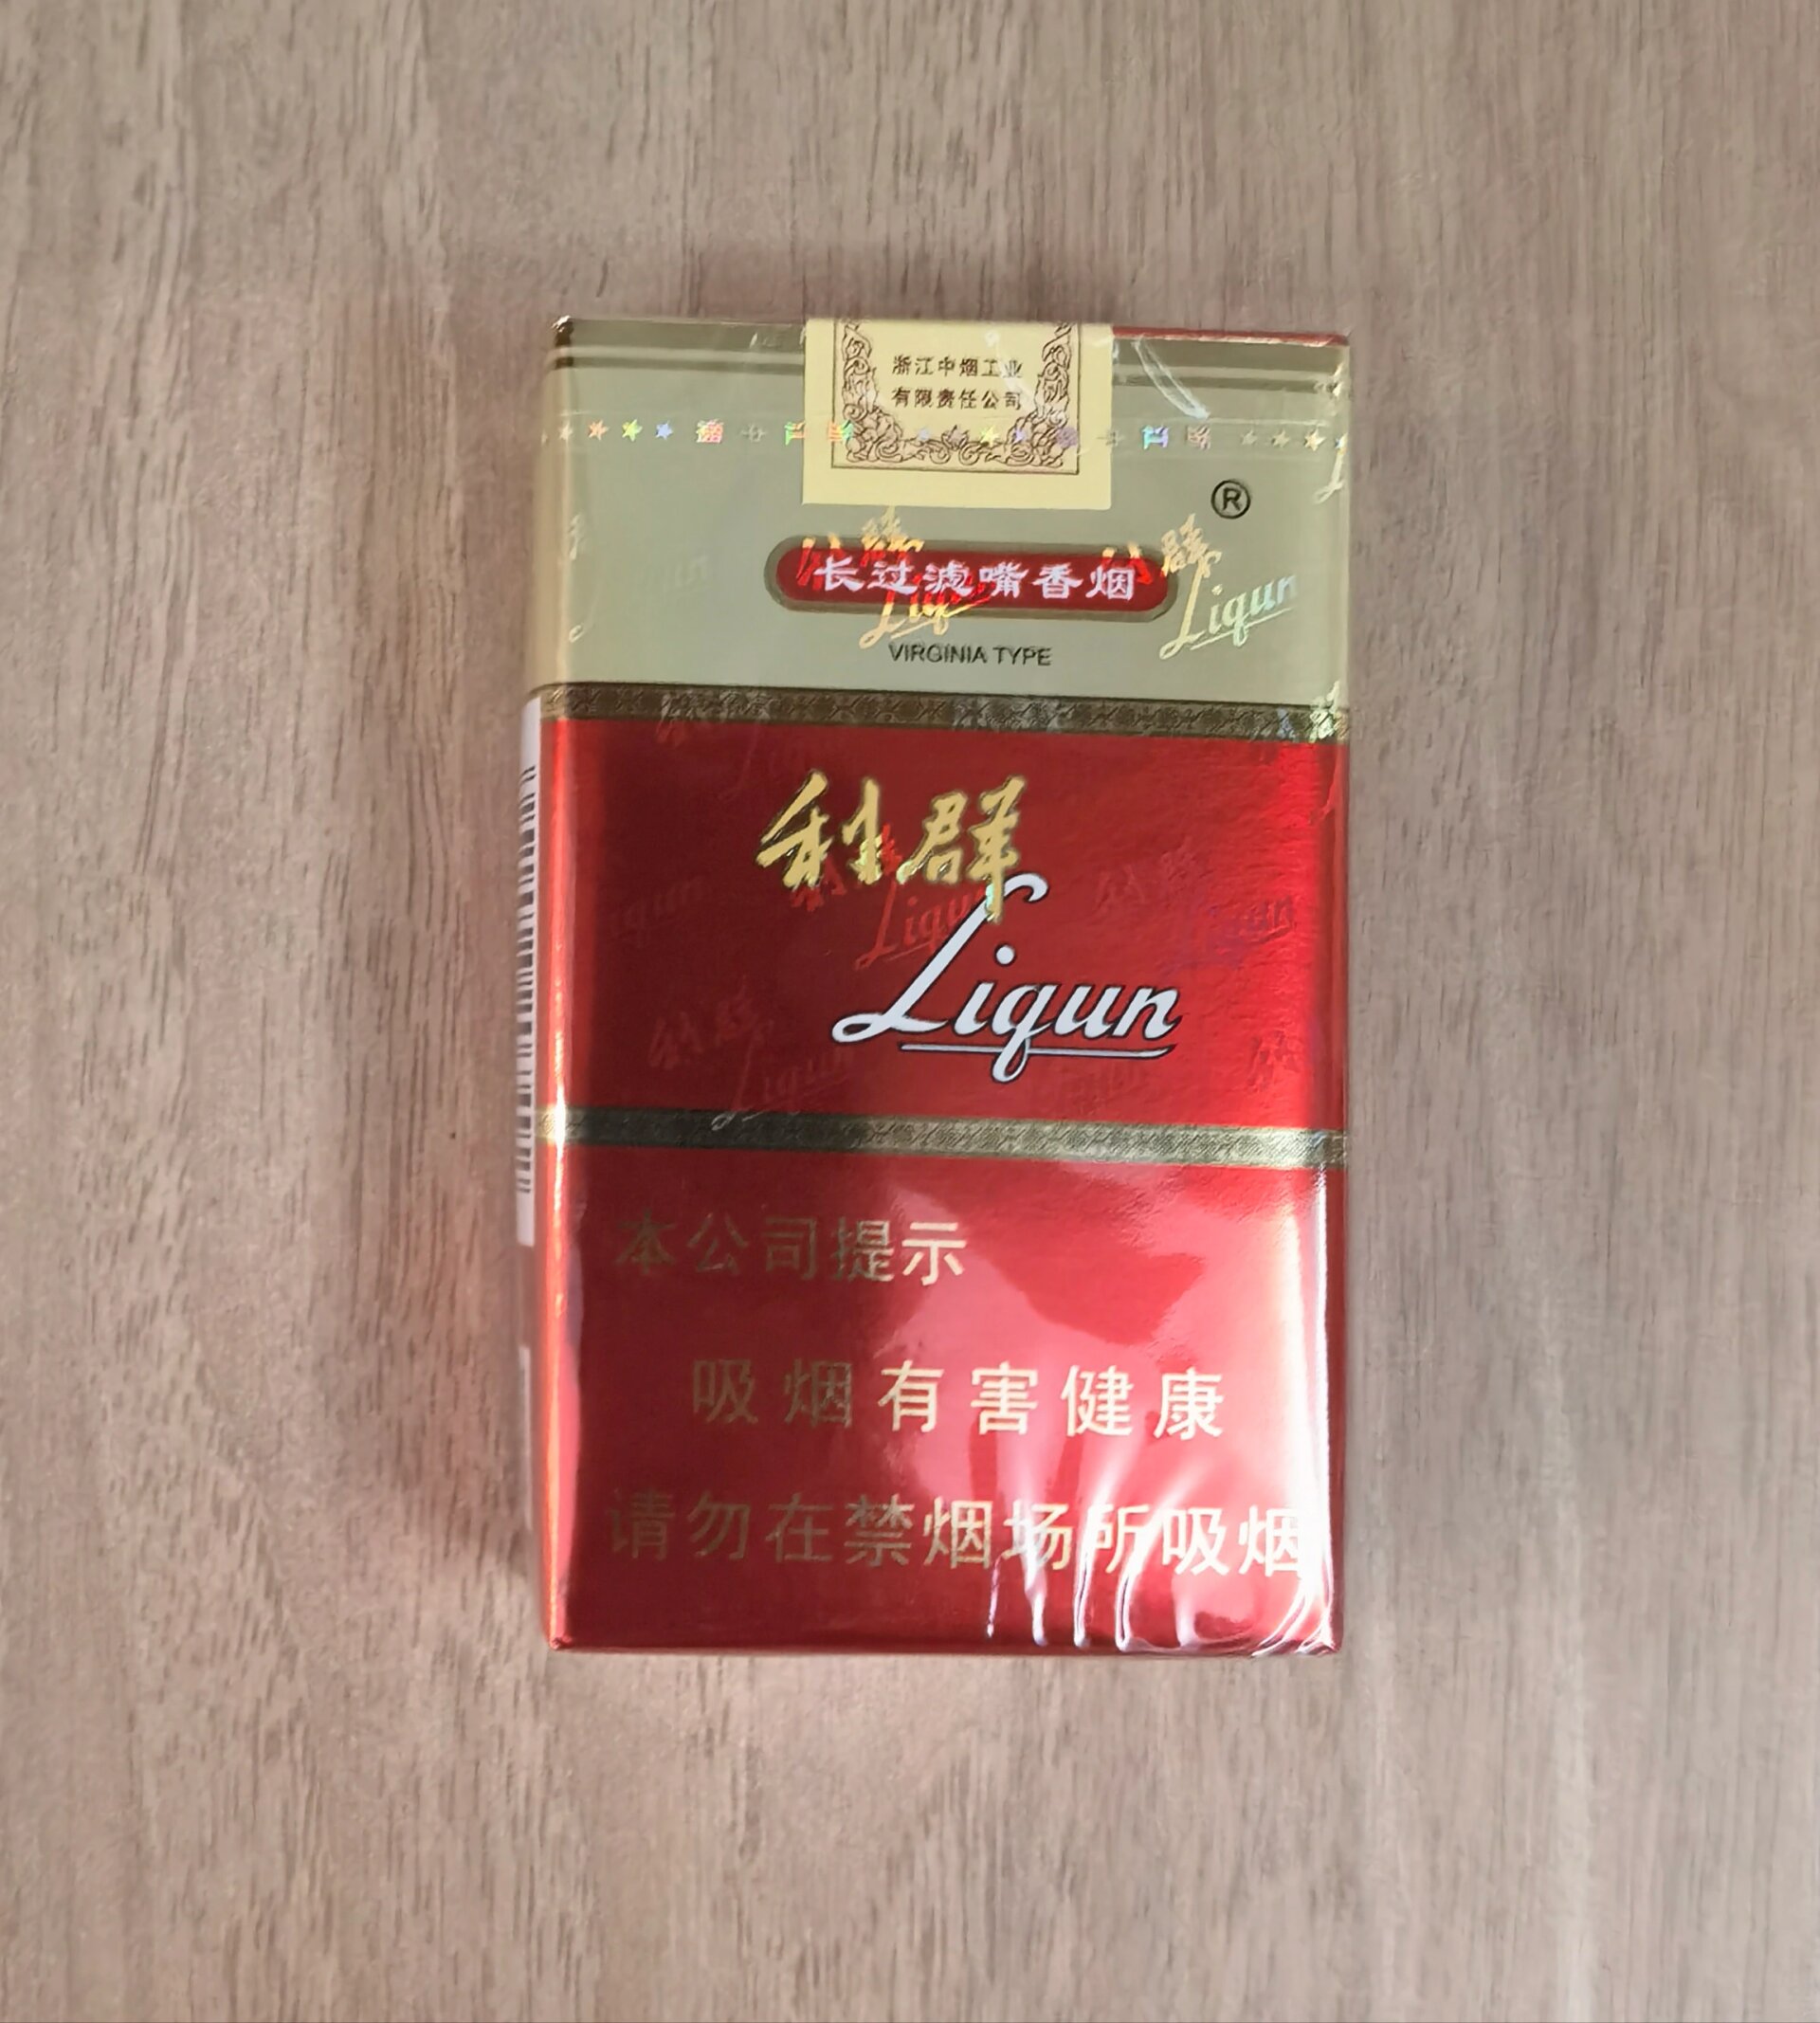 浙江中烟工业
有限责任公司
®
长过滤嘴香烟
VIRGINIA TYPE
利群
Liqun
本公司提示
吸烟有害健康
请勿在禁烟场所吸烟